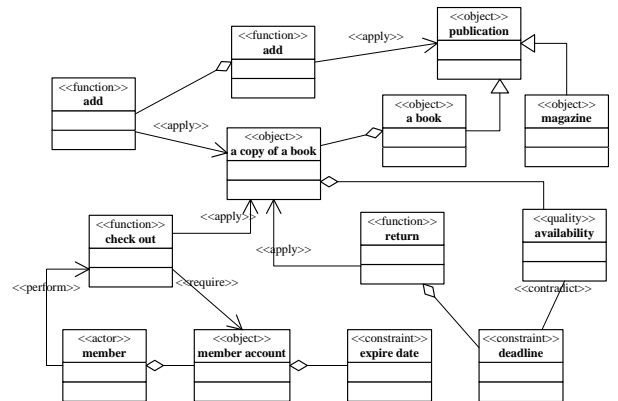 <<object>>
publication
<<function>>
add
<<apply>>
<<function>>
add
<<apply>>
<<object>>
a book
<<object>>
magazine
<<object>>
a copy of a book
<<apply>>
<<function>>
check out
<<apply>>
<<function>>
return
<<quality>>
availability
<<perform>>
<<require>>
<<contradict>>
<<actor>>
member
<<object>>
member account
<<constraint>>
expire date
<<constraint>>
deadline